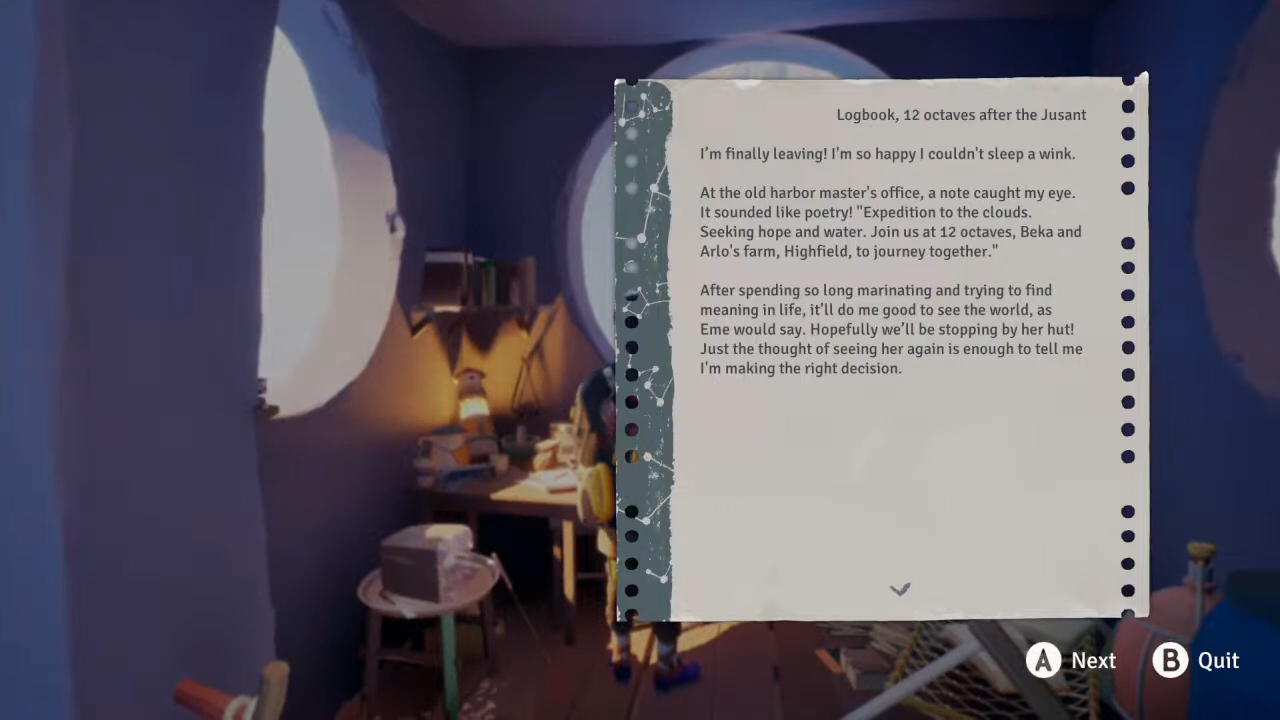 Logbook, 12 octaves after the Jusant
I’m finally leaving! I'm so happy I couldn't sleep a wink.
At the old harbor master's office, a note caught my eye.
It sounded like poetry! "Expedition to the clouds.
Seeking hope and water. Join us at 12 octaves, Beka and
Arlo's farm, Highfield, to journey together."
After spending so long marinating and trying to find
meaning in life, it’ll do me good to see the world, as
Eme would say. Hopefully we’ll be stopping by her hut!
Just the thought of seeing her again is enough to tell me
I'm making the right decision.
A Next B Quit